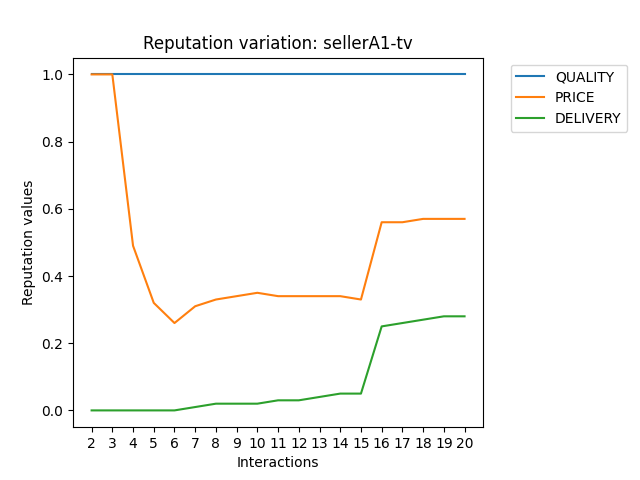 Reputation variation: sellerA1-tv
QUALITY
PRICE
DELIVERY
1.0
0.8
0.6
0.4
0.2
0.0
Reputation values
2 3 4 5 6 7 8 9 10 11 12 13 14 15 16 17 18 19 20
Interactions